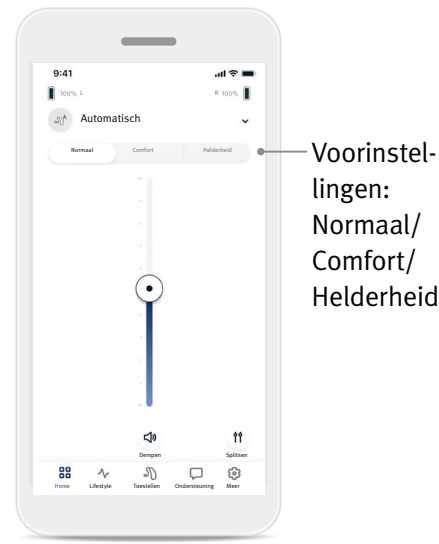 9:41
100% L
R 100%
Automatisch
Normaal Comfort Helderheid
Voorinstel-
lingen:
Normaal/
Comfort/
Helderheid
Dempen Splitsen
Home Lifestyle Toestellen Ondersteuning Meer